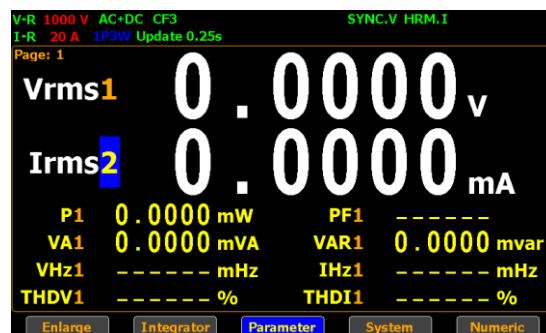 V-R 1000 V AC+DC CF3 SYNC.V HRM.I
I-R 20 A 1P3W Update 0.25s
Page: 1
Vrms1 0.0000 V
Irms2 0.0000 mA
P1 0.0000 mW PF1 ------
VA1 0.0000 mVA VAR1 0.0000 mvar
VHz1 ------ mHz IHz1 ------ mHz
THDV1 ------ % THDI1 ------ %
Enlarge Integrator Parameter System Numeric